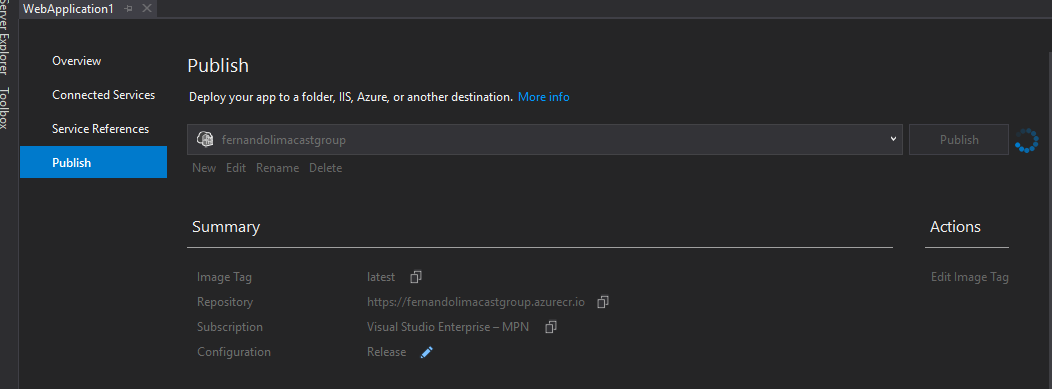 WebApplication1
Server Explorer
Toolbox
Overview
Connected Services
Service References
Publish
Publish
Deploy your app to a folder, IIS, Azure, or another destination. More info
fernandolimacastgroup
Publish
New Edit Rename Delete
Summary
Actions
Image Tag latest
Edit Image Tag
Repository https://fernandolimacastgroup.azurecr.io
Subscription Visual Studio Enterprise – MPN
Configuration Release